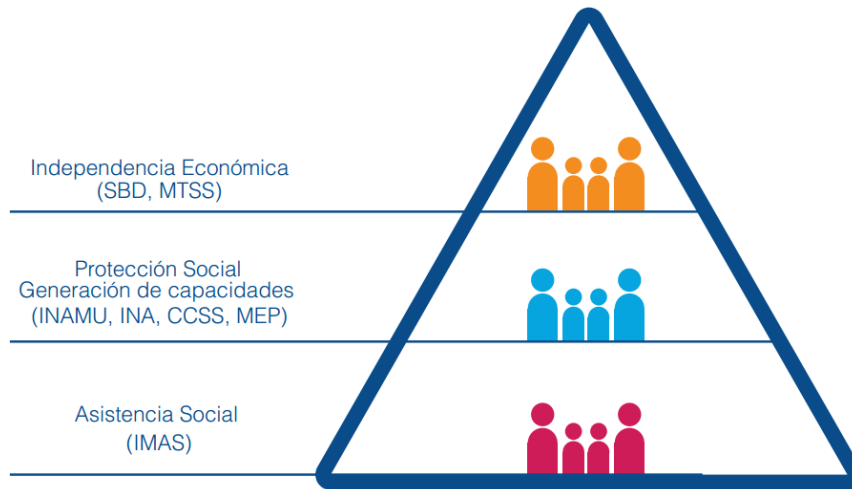 Independencia Económica
(SBD, MTSS)
Protección Social
Generación de capacidades
(INAMU, INA, CCSS, MEP)
Asistencia Social
(IMAS)